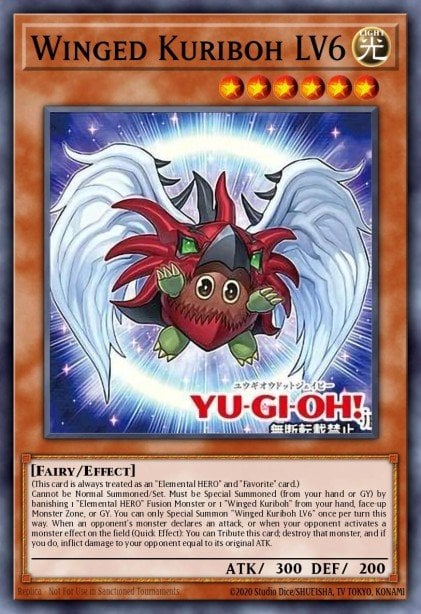 WINGED KURIBOH LV6
LIGHT
光
ユウギオウドットジェイピー
YU-GI-OH!
無断転載禁止
[FAIRY/EFFECT]
(This card is always treated as an "Elemental HERO" and "Favorite" card.)
Cannot be Normal Summoned/Set. Must be Special Summoned (from your hand or GY) by
banishing 1 "Elemental HERO" Fusion Monster or 1 "Winged Kuriboh" from your hand, face-up
Monster Zone, or GY. You can only Special Summon "Winged Kuriboh LV6" once per turn this
way. When an opponent's monster declares an attack, or when your opponent activates a
monster effect on the field (Quick Effect): You can Tribute this card; destroy that monster, and if
you do, inflict damage to your opponent equal to its original ATK.
ATK/ 300 DEF/ 200
Replica - Not For Use in Sanctioned Tournaments
©2020 Studio Dice/SHUEISHA, TV TOKYO, KONAMI